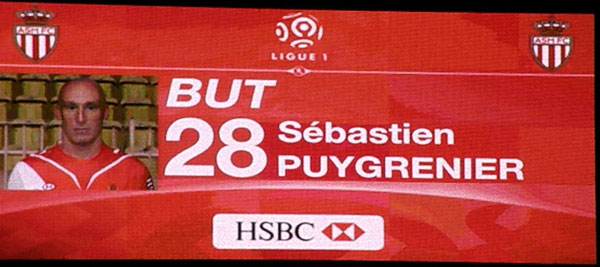 ASM.FC
ASM.FC
LIGUE 1
BUT
28
Sébastien
PUYGRENIER
HSBC